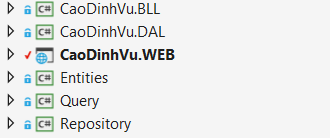 CaoDinhVu.BLL
CaoDinhVu.DAL
CaoDinhVu.WEB
Entities
Query
Repository